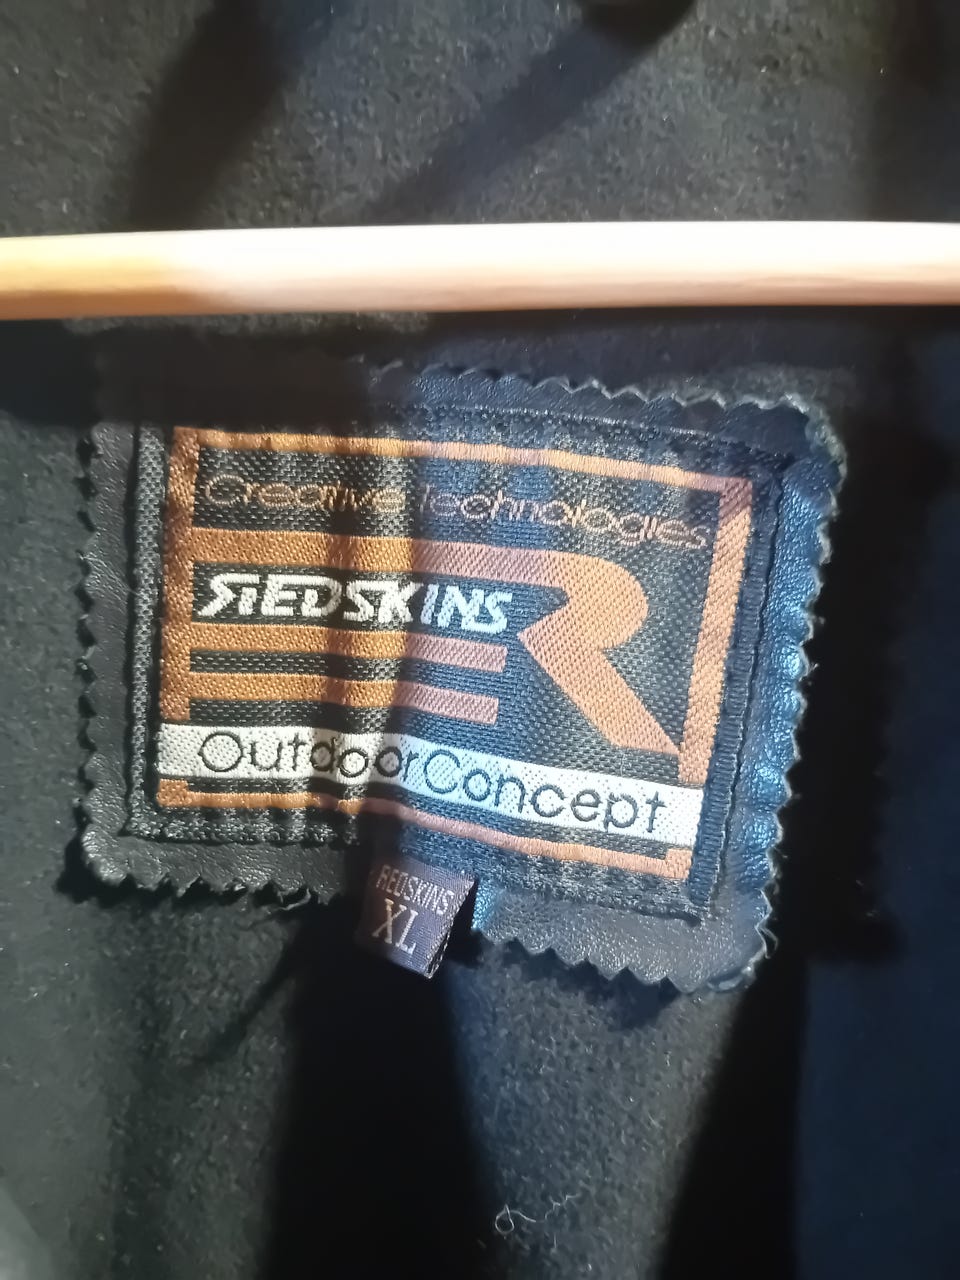 Creative Technologies
REDSKINS
OutdoorConcept
REDSKINS
XL